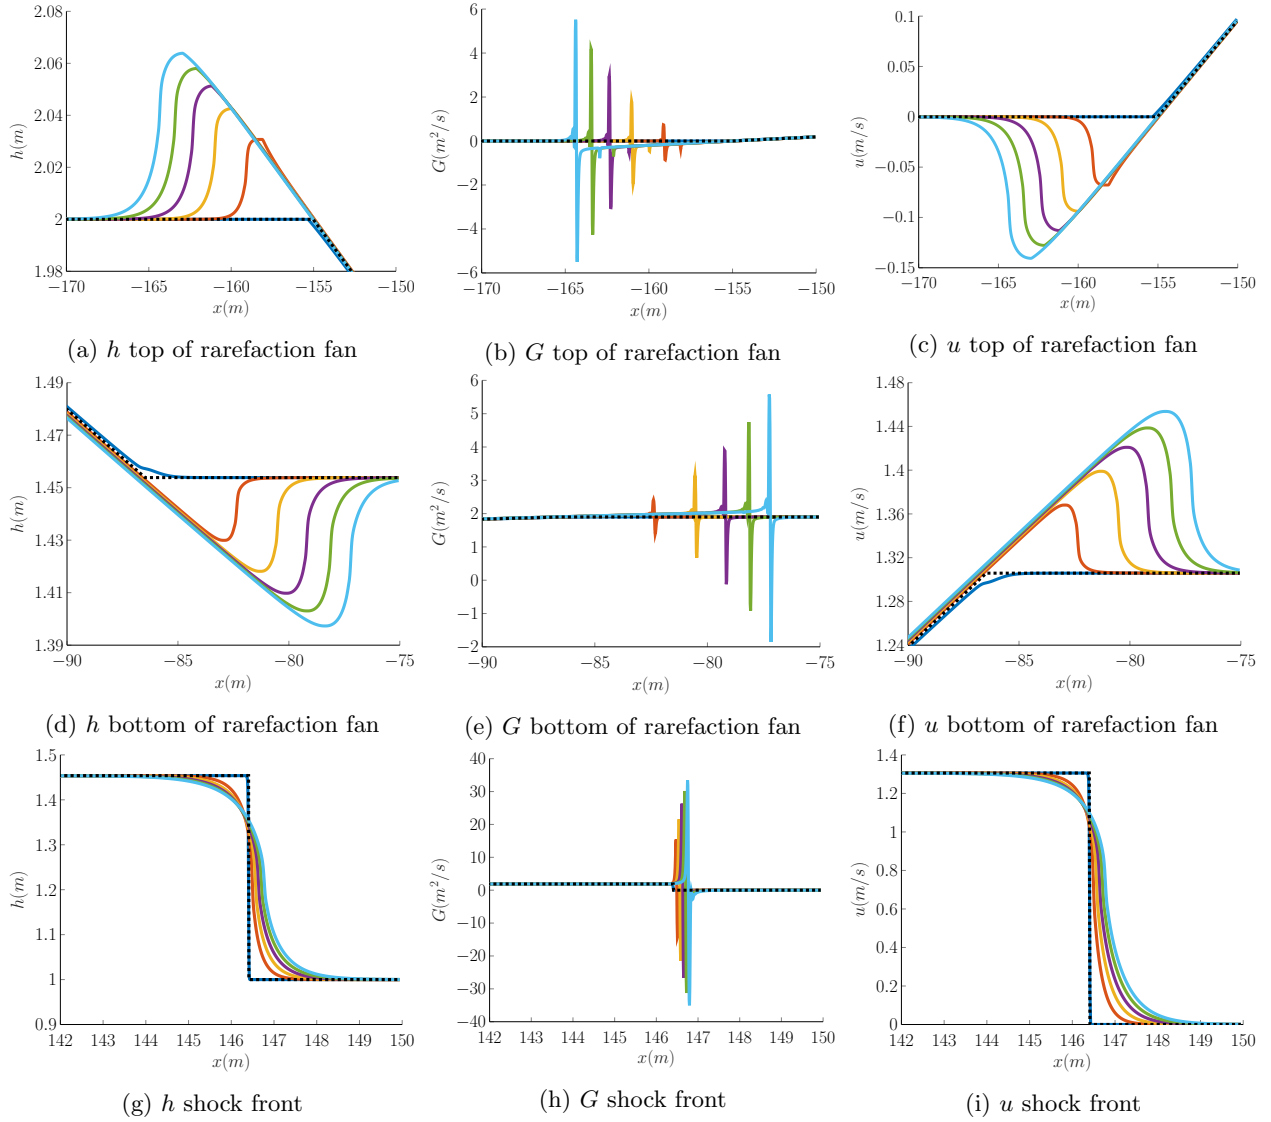 2.08
2.06
2.04
2.02
2
1.98
h(m)
−170 −165 −160 −155 −150
x(m)
6
4
2
0
−2
−4
−6
G(m²/s)
−170 −165 −160 −155 −150
x(m)
0.1
0.05
0
−0.05
−0.1
−0.15
u(m/s)
−170 −165 −160 −155 −150
x(m)
(a) h top of rarefaction fan
(b) G top of rarefaction fan
(c) u top of rarefaction fan
1.49
1.47
1.45
1.43
1.41
1.39
h(m)
−90 −85 −80 −75
x(m)
6
5
4
3
2
1
0
−1
−2
G(m²/s)
−90 −85 −80 −75
x(m)
1.48
1.44
1.4
1.36
1.32
1.28
1.24
u(m/s)
−90 −85 −80 −75
x(m)
(d) h bottom of rarefaction fan
(e) G bottom of rarefaction fan
(f) u bottom of rarefaction fan
1.5
1.4
1.3
1.2
1.1
1
0.9
h(m)
142 143 144 145 146 147 148 149 150
x(m)
40
30
20
10
0
−10
−20
−30
−40
G(m²/s)
142 143 144 145 146 147 148 149 150
x(m)
1.4
1.2
1
0.8
0.6
0.4
0.2
0
u(m/s)
142 143 144 145 146 147 148 149 150
x(m)
(g) h shock front
(h) G shock front
(i) u shock front